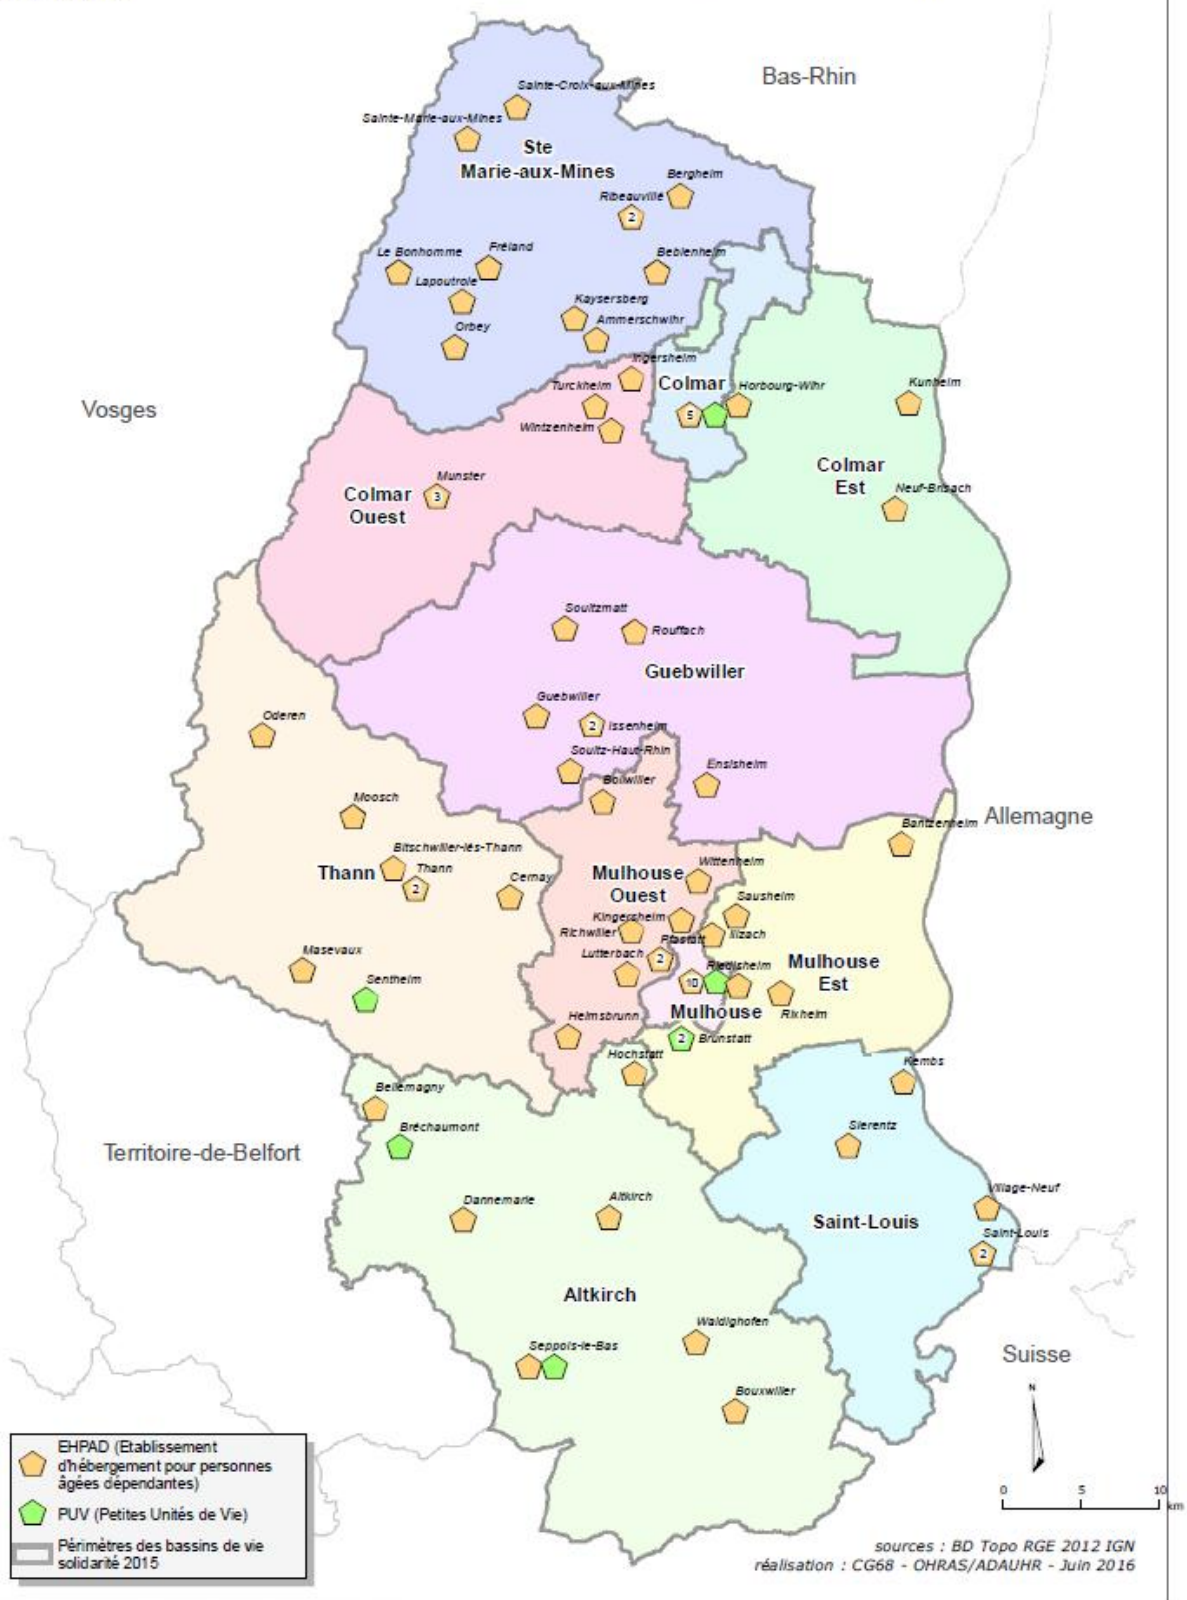 Bas-Rhin
Sainte-Croix-aux-Mines
Sainte-Marie-aux-Mines
Ste
Marie-aux-Mines
Bergheim
Ribeauvillé
2
Le Bonhomme
Fréland
Beblenheim
Lapoutroie
Kaysersberg
Ammerschwihr
Orbey
Ingersheim
Vosges
Turckheim
Colmar
Horbourg-Wihr
Kunheim
5
Wintzenheim
Colmar
Est
Munster
3
Colmar
Ouest
Neuf-Brisach
Soultzmatt
Rouffach
Guebwiller
Guebwiller
2
Issenheim
Oderen
Soultz-Haut-Rhin
Bollwiller
Ensisheim
Moosch
Allemagne
Bantzenheim
Bitschwiller-lès-Thann
Thann
Thann
2
Cernay
Mulhouse
Ouest
Wittenheim
Sausheim
Kingersheim
Richwiller
Illzach
Pfastatt
2
Lutterbach
Masevaux
Sentheim
Riedisheim
10
Mulhouse
Est
Rixheim
Mulhouse
Heimsbrunn
2
Brunstatt
Hochstatt
Kembs
Bellemagny
Bréchaumont
Sierentz
Territoire-de-Belfort
Dannemarie
Altkirch
Village-Neuf
Saint-Louis
Saint-Louis
2
Altkirch
Waldighofen
Seppois-le-Bas
Suisse
Bouxwiller
N
EHPAD (Etablissement
d'hébergement pour personnes
âgées dépendantes)
PUV (Petites Unités de Vie)
Périmètres des bassins de vie
solidarité 2015
0 5 10
km
sources : BD Topo RGE 2012 IGN
réalisation : CG68 - OHRAS/ADAUHR - Juin 2016